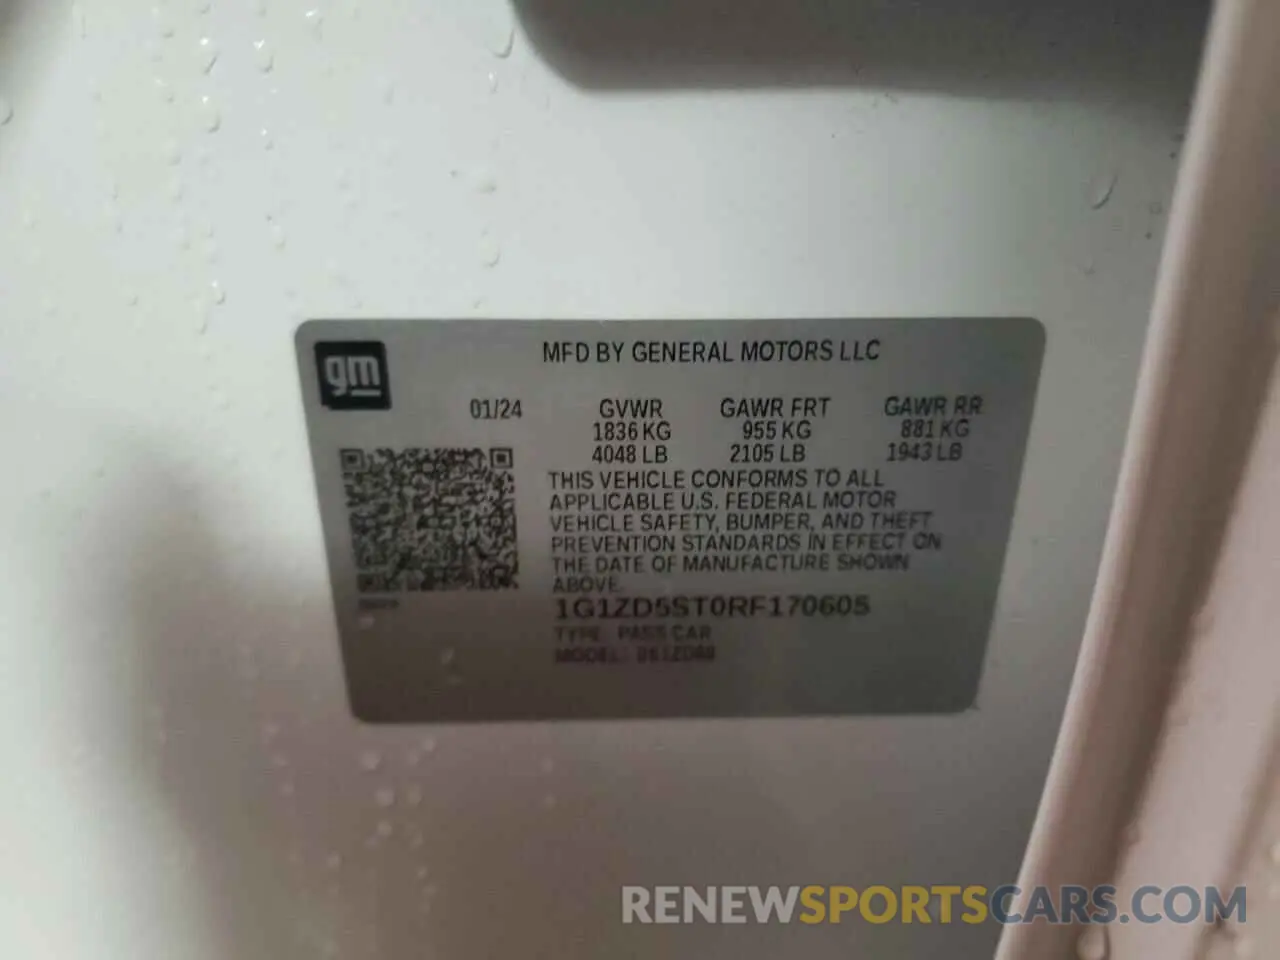 MFD BY GENERAL MOTORS LLC
gm
01/24 GVWR GAWR FRT GAWR RR
1836 KG 955 KG 881 KG
4048 LB 2105 LB 1943 LB
THIS VEHICLE CONFORMS TO ALL
APPLICABLE U.S. FEDERAL MOTOR
VEHICLE SAFETY, BUMPER, AND THEFT
PREVENTION STANDARDS IN EFFECT ON
THE DATE OF MANUFACTURE SHOWN
ABOVE.
1G1ZD5ST0RF170605
TYPE: PASS CAR
MODEL:
RENEWSPORTSCARS.COM